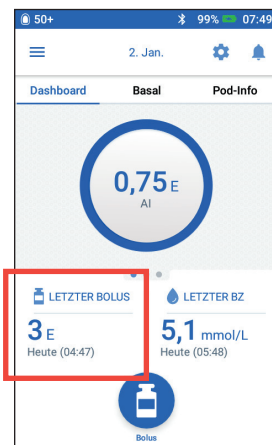 50+ 99% 07:49
2. Jan.
Dashboard Basal Pod-Info
0,75 E
AI
LETZTER BOLUS LETZTER BZ
3 E 5,1 mmol/L
Heute (04:47) Heute (05:48)
Bolus